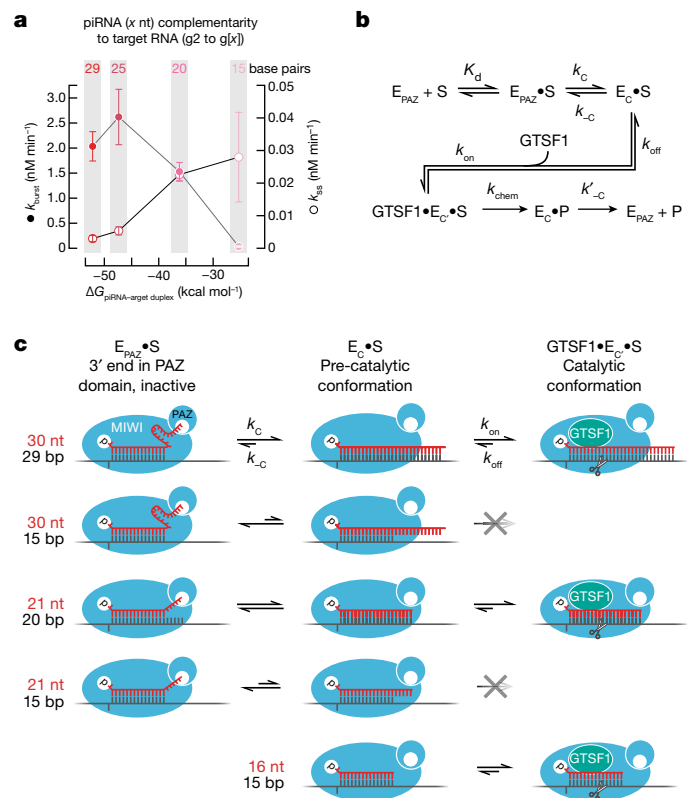 a
piRNA (x nt) complementarity
to target RNA (g2 to g[x])
29 25 20 15 base pairs
3.0
2.5
2.0
1.5
1.0
0.5
0
0.05
0.04
0.03
0.02
0.01
0
● k_burst (nM min⁻¹)
○ k_ss (nM min⁻¹)
−50 −40 −30
ΔG_piRNA–arget duplex (kcal mol⁻¹)
b
E_PAZ + S K_d E_PAZ●S k_C k_-C E_C●S
GTSF1
k_on k_off
GTSF1●E_C'●S k_chem E_C●P k'_-C E_PAZ + P
c
E_PAZ●S E_C●S GTSF1●E_C'●S
3′ end in PAZ Pre-catalytic Catalytic
domain, inactive conformation conformation
MIWI PAZ P k_C k_-C P k_on k_off GTSF1 P
30 nt
29 bp
30 nt
15 bp
P P
21 nt
20 bp
P P GTSF1 P
21 nt
15 bp
P P
16 nt
15 bp
P GTSF1 P